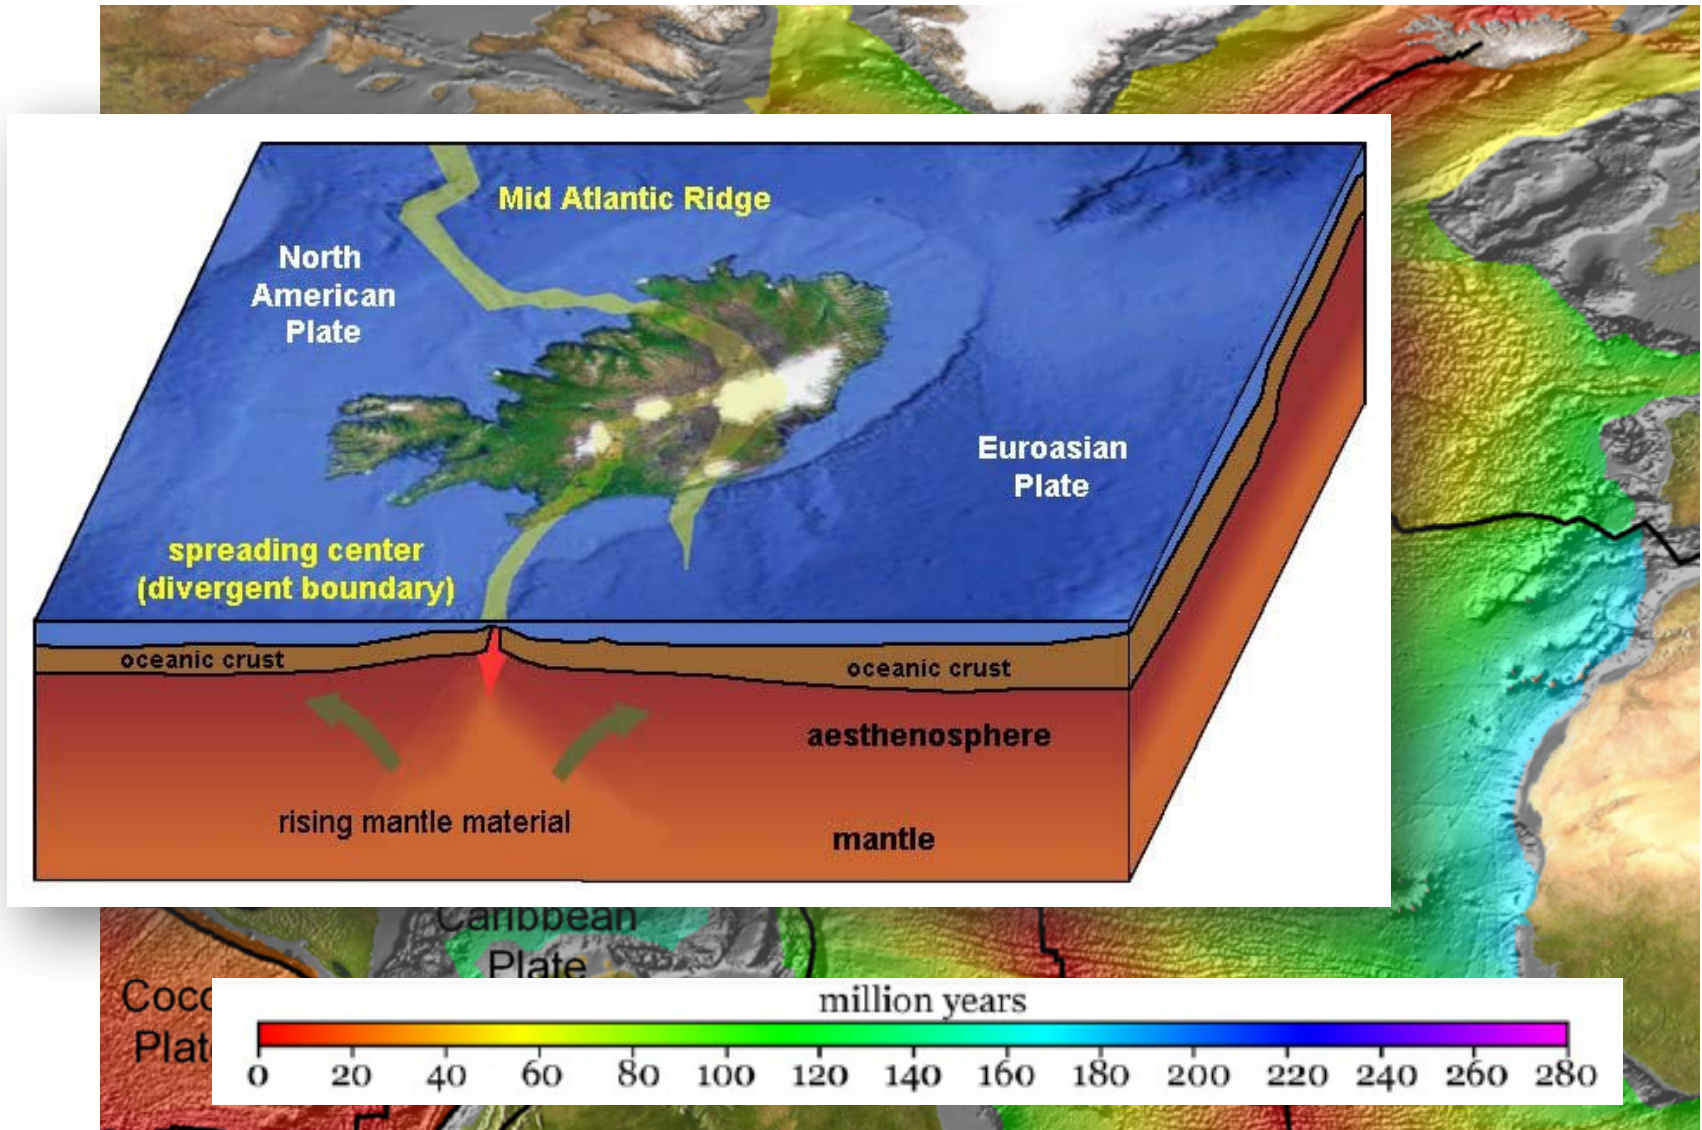 Mid Atlantic Ridge
North
American
Plate
Euroasian
Plate
spreading center
(divergent boundary)
oceanic crust
oceanic crust
aesthenosphere
rising mantle material
mantle
Caribbean
Plate
Coco
Plat
million years
0 20 40 60 80 100 120 140 160 180 200 220 240 260 280